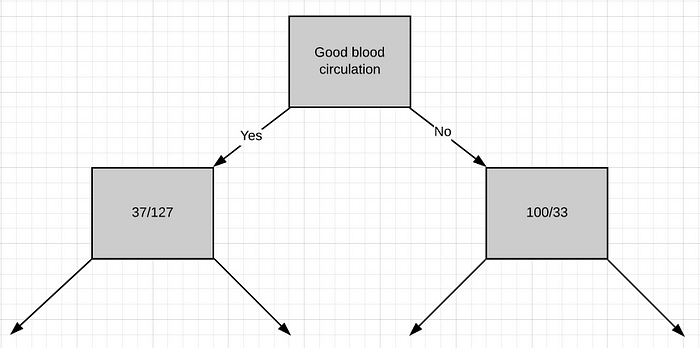 Good blood
circulation
Yes
No
37/127
100/33